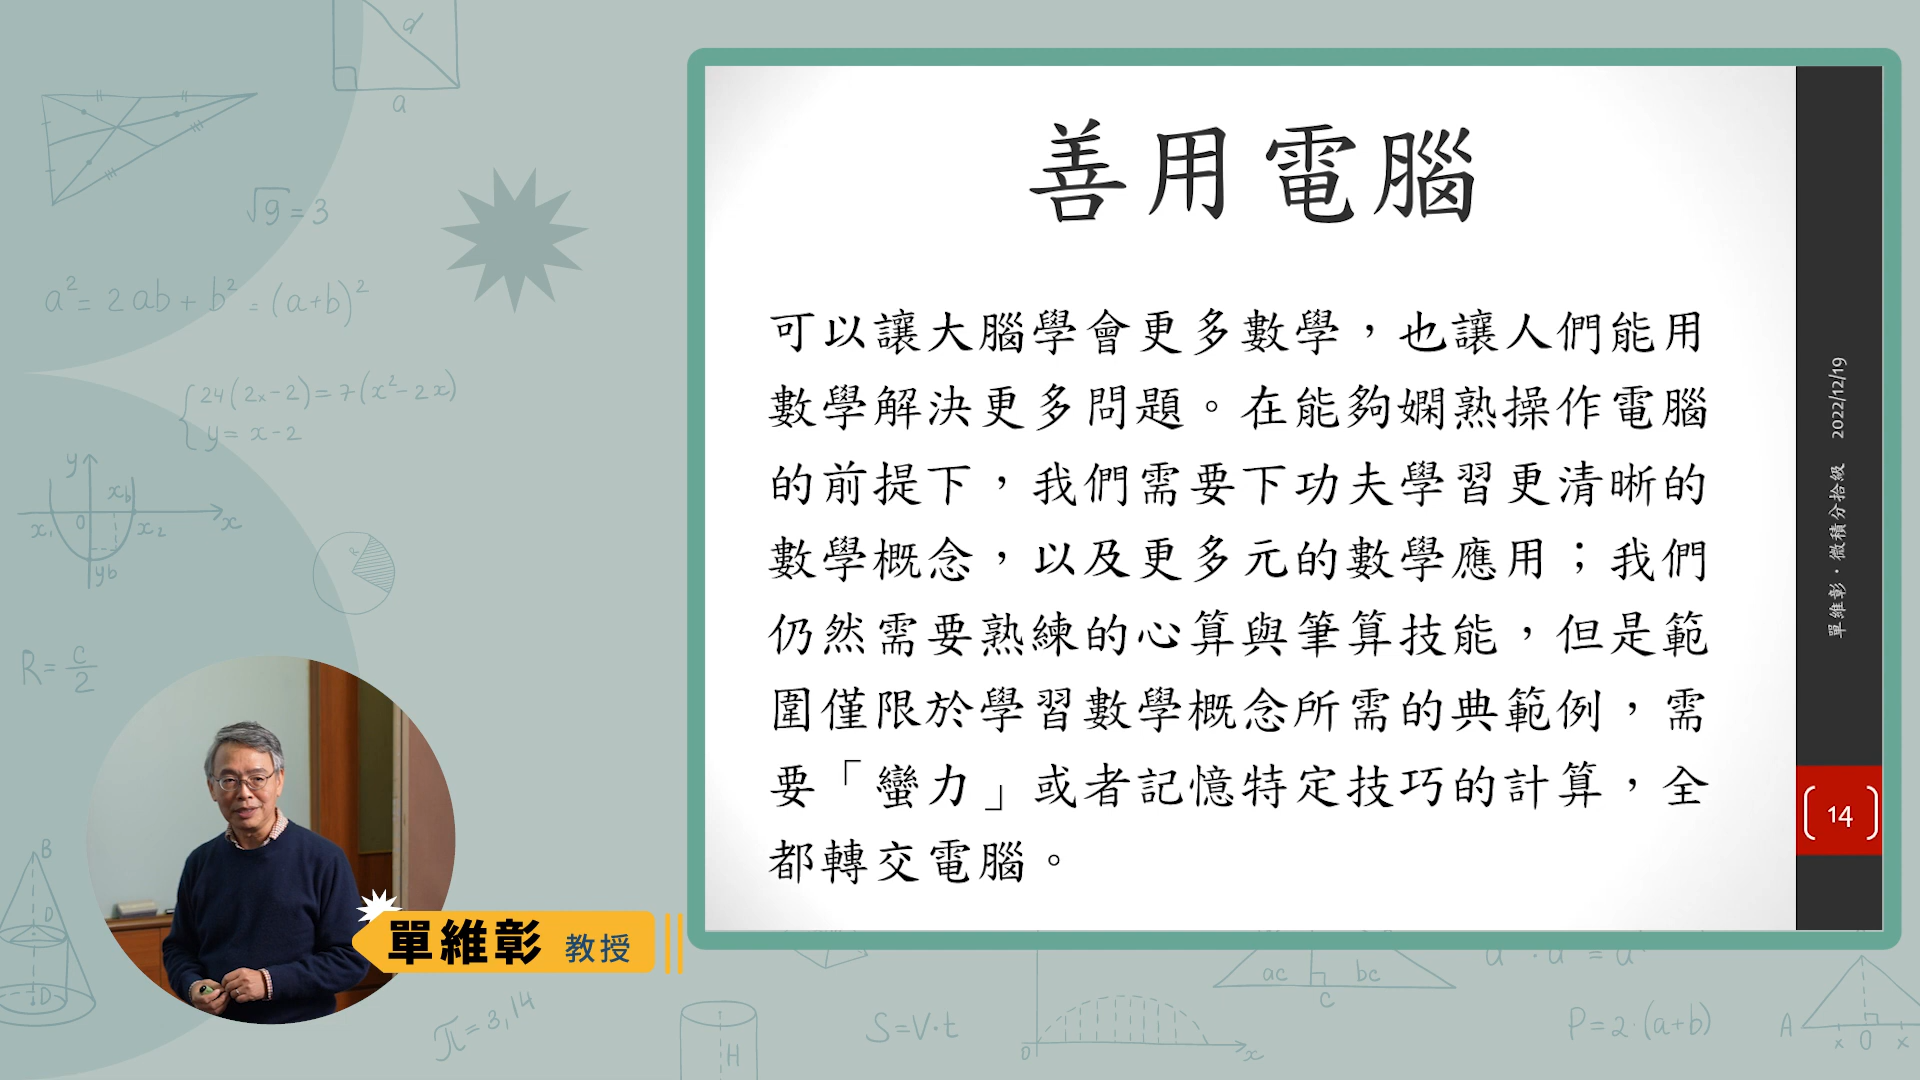 善用電腦
可以讓大腦學會更多數學，也讓人們能用
數學解決更多問題。在能夠嫻熟操作電腦
的前提下，我們需要下功夫學習更清晰的
數學概念，以及更多元的數學應用；我們
仍然需要熟練的心算與筆算技能，但是範
圍僅限於學習數學概念所需的典範例，需
要「蠻力」或者記憶特定技巧的計算，全
都轉交電腦。
單維彰·微積分拾級 2022/12/19
14
單維彰 教授
a
a
√9=3
a²=2ab+b²=(a+b)²
24(2x-2)=7(x²-2x)
y=x-2
y
xb
x₁
0
x₂
x
yb
R=c/2
B
D
D
π=3,14
H
S=V·t
0
x
ac
bc
c
P=2·(a+b)
A
x
O
x